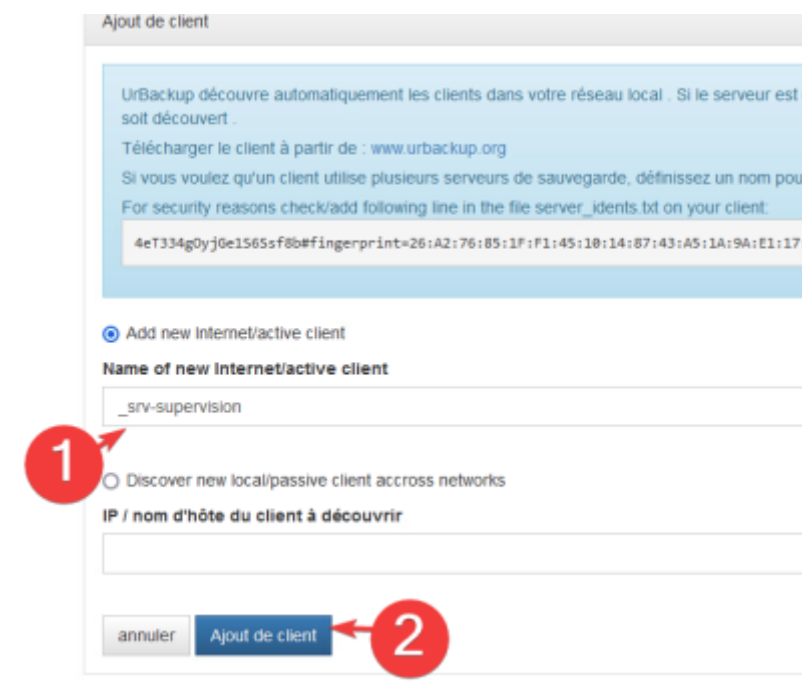 Ajout de client
UrBackup découvre automatiquement les clients dans votre réseau local . Si le serveur est
soit découvert .
Télécharger le client à partir de : www.urbackup.org
Si vous voulez qu'un client utilise plusieurs serveurs de sauvegarde, définissez un nom pou
For security reasons check/add following line in the file server_idents.txt on your client:
4eT334gOyjGe1S65sf8b#fingerprint=26:A2:76:85:1F:F1:45:10:14:87:43:A5:1A:9A:E1:17
Add new Internet/active client
Name of new Internet/active client
_srv-supervision
1
Discover new local/passive client accross networks
IP / nom d'hôte du client à découvrir
annuler
Ajout de client
2